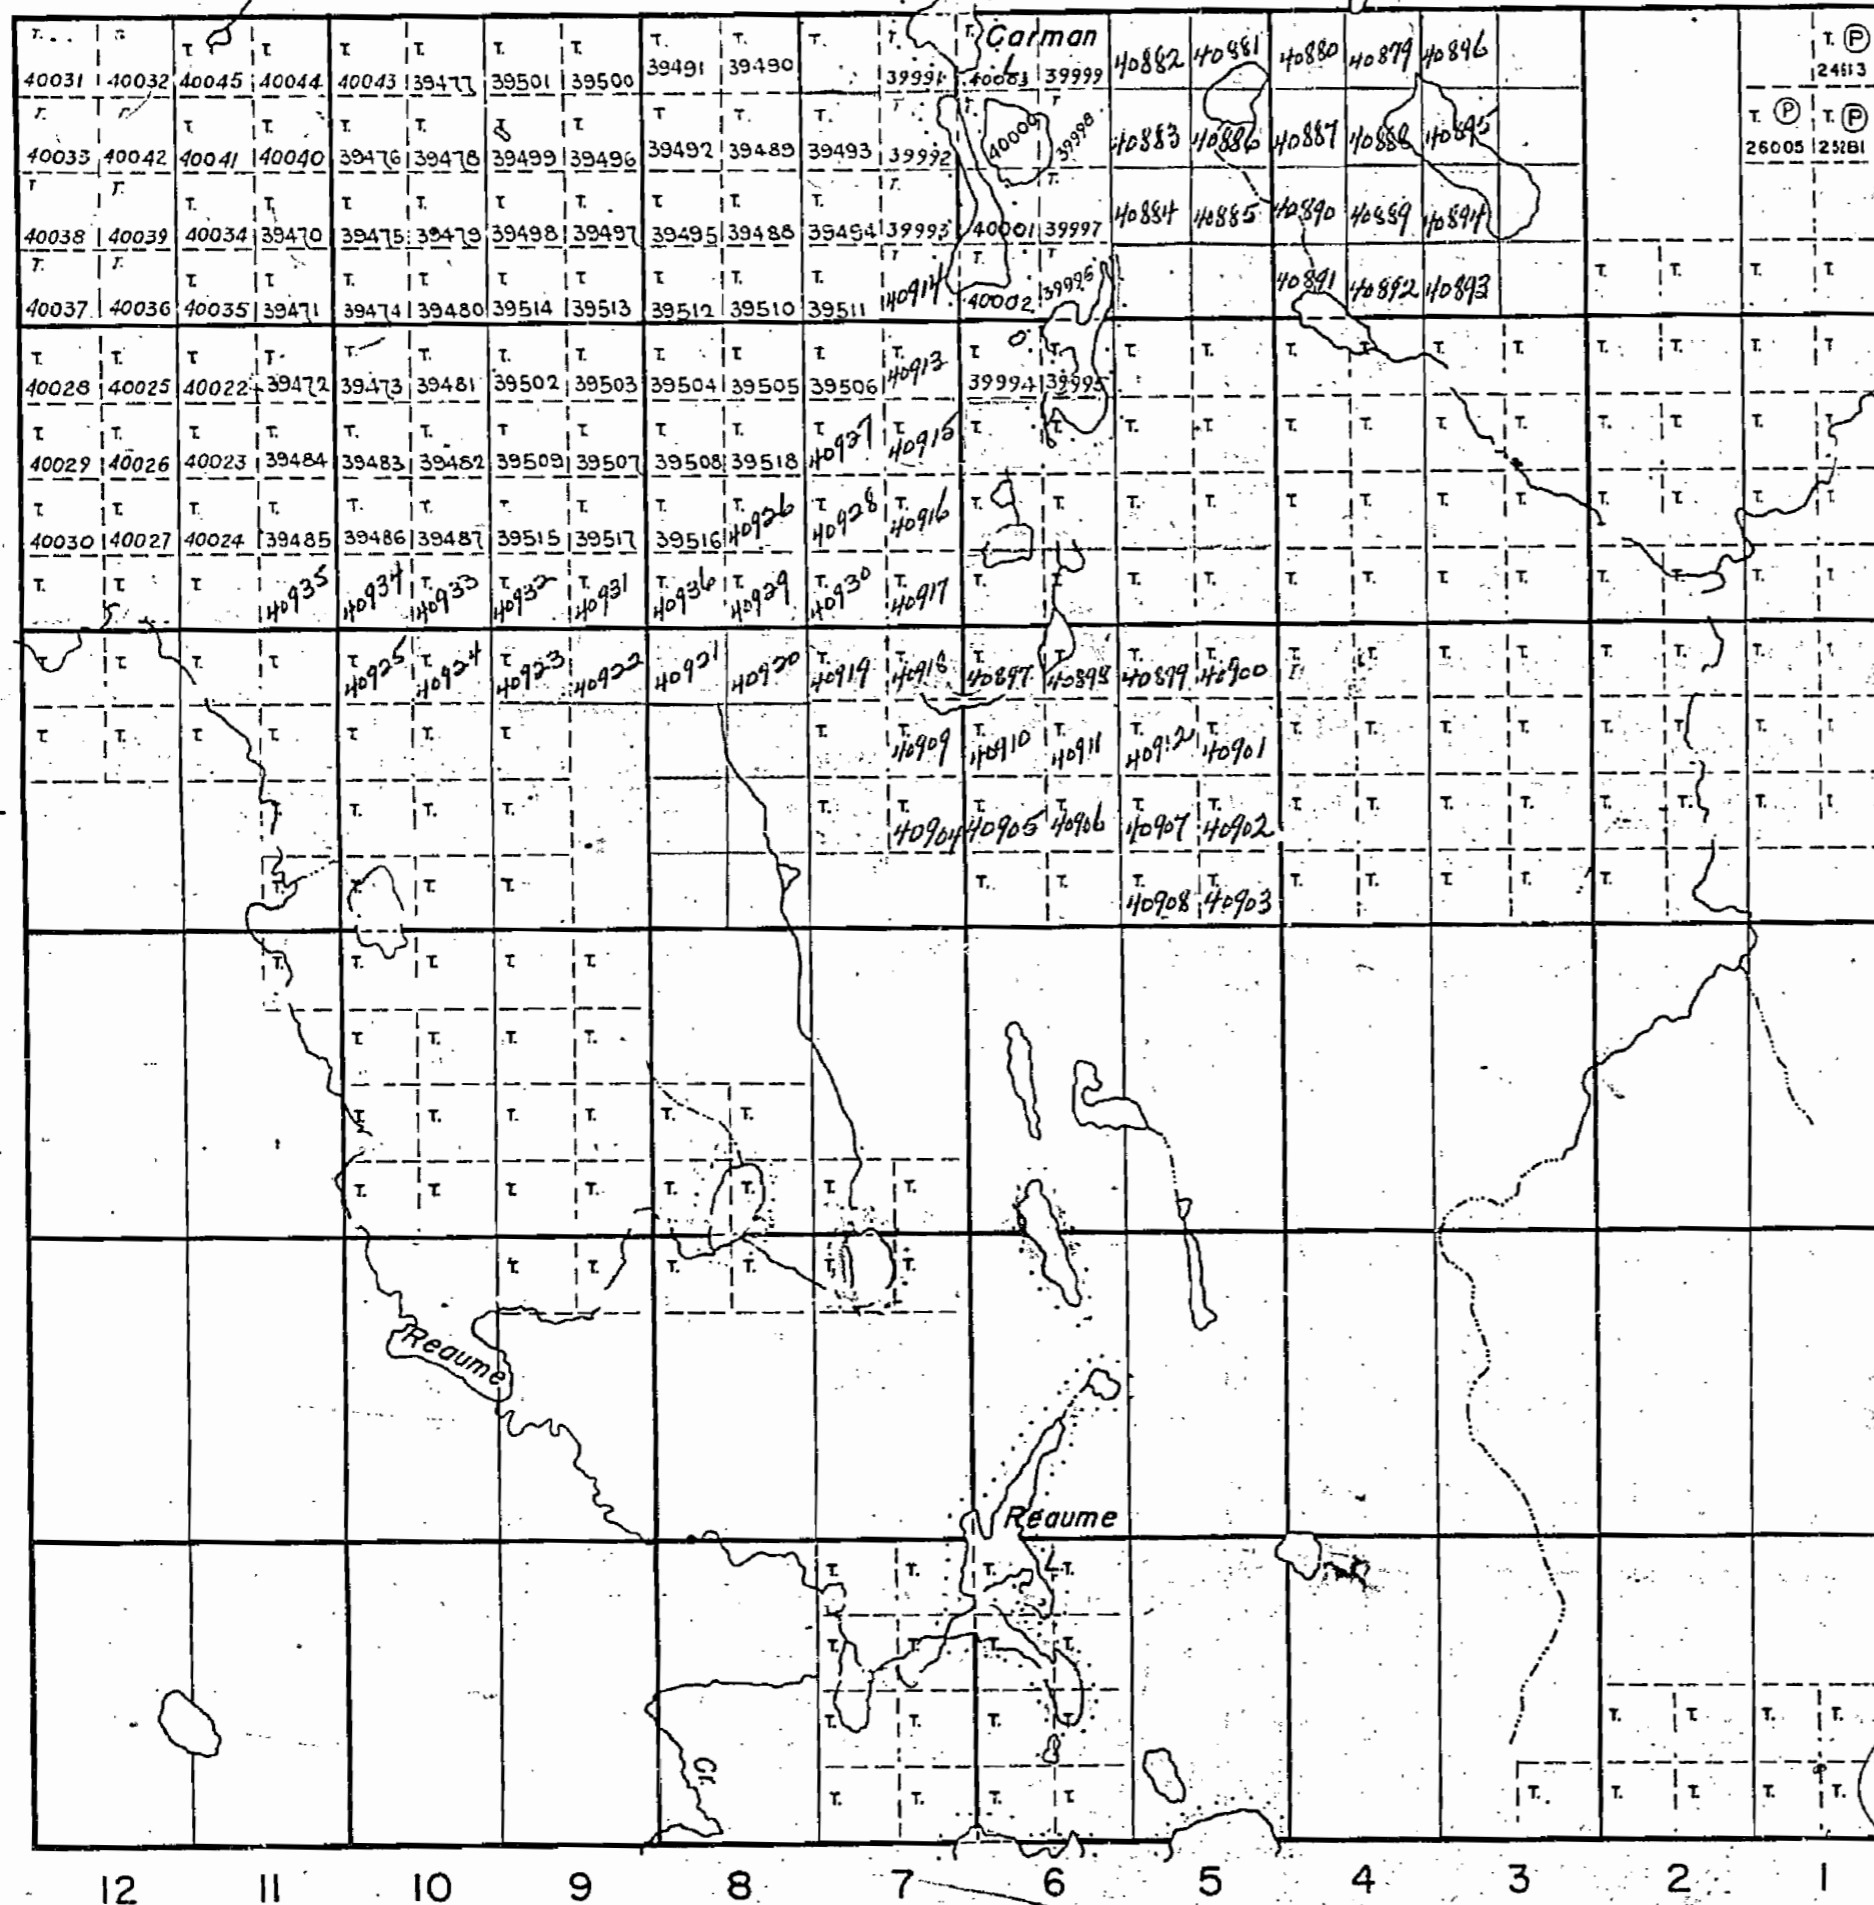 Carman
T. T. T. T. T. T. T. T. T. T. T. T. T. 40882 40881 40880 40879 40896 T. P
40031 40032 40045 40044 40043 39477 39501 39500 39491 39490 39991 L 39999 24613
T. T. T. T. T. T. T. T. T. T. T. T. T. P T. P
40033 40042 40041 40040 39476 39478 39499 39496 39492 39489 39493 39992 40000 39998 40883 40886 40887 40888 40895 26005 25281
T. T. T. T. T. T. T. T. T. T. T. T. T.
40038 40039 40034 39470 39475 39479 39498 39497 39495 39488 39494 39993 40001 39997 40884 40885 40890 40889 40894
T. T. T. T. T. T. T. T. T. T. T. T. T. T. T. T. T. T.
40037 40036 40035 39471 39474 39480 39514 39513 39512 39510 39511 40914 40002 39996 40891 40892 40893
T. T. T. T. T. T. T. T. T. T. T. T. T. T. T. T. T. T. T. T. T. T. T. T.
40028 40025 40022 39472 39473 39481 39502 39503 39504 39505 39506 40913 39994 39995
T. T. T. T. T. T. T. T. T. T. T. T. T. T. T. T. T. T. T. T. T. T. T. T.
40029 40026 40023 39484 39483 39482 39509 39507 39508 39518 40927 40915
T. T. T. T. T. T. T. T. T. T. T. T. T. T. T. T. T. T. T. T. T. T. T.
40030 40027 40024 39485 39486 39487 39515 39517 39516 40926 40928 40916
T. T. T. T. T. T. T. T. T. T. T. T. T. T. T. T. T. T. T. T. T. T.
40935 40934 40933 40932 40931 40936 40929 40930 40917
T. T. T. T. T. T. T. T. T. T. T. T. T. T. T. T. T. T. T. T. T.
40925 40924 40923 40922 40921 40920 40919 40918 40897 40898 40899 40900
T. T. T. T. T. T. T. T. T. T. T. T. T. T. T. T. T. T. T. T. T.
40909 40910 40911 40912 40901
T. T. T. T. T. T. T. T. T. T. T. T. T. T. T. T. T. T.
40904 40905 40906 40907 40902
T. T. T. T. T. T. T. T. T. T. T. T.
40908 40903
T. T. T. T. T.
T. T. T. T.
T. T. T. T. T. T.
T. T. T. T. T. T. T. T.
T. T. T. T. T. T.
Reaume
Reaume
T. T. T. L T.
T. T. T. T.
T. T. T. T. T. T. T. T.
Cr.
T. T. T. T. T. T. T. T. T.
12 11 10 9 8 7 6 5 4 3 2 1